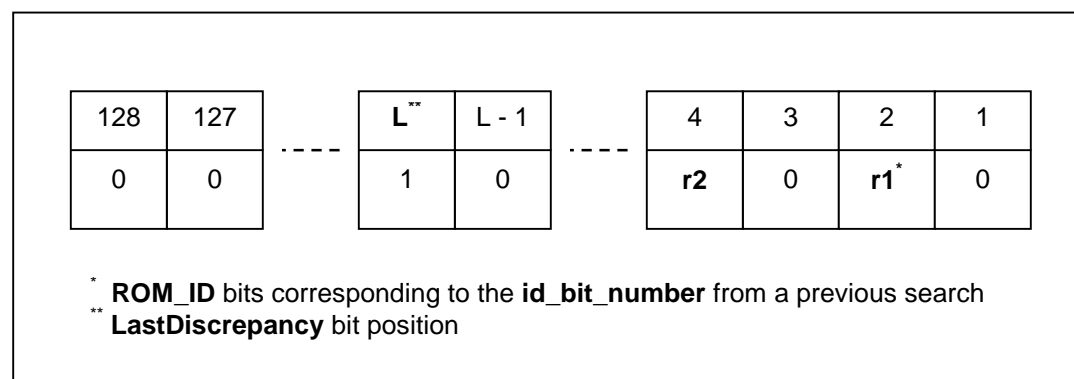 128 127 L** L - 1 4 3 2 1
0 0 1 0 r2 0 r1* 0
* ROM_ID bits corresponding to the id_bit_number from a previous search
** LastDiscrepancy bit position